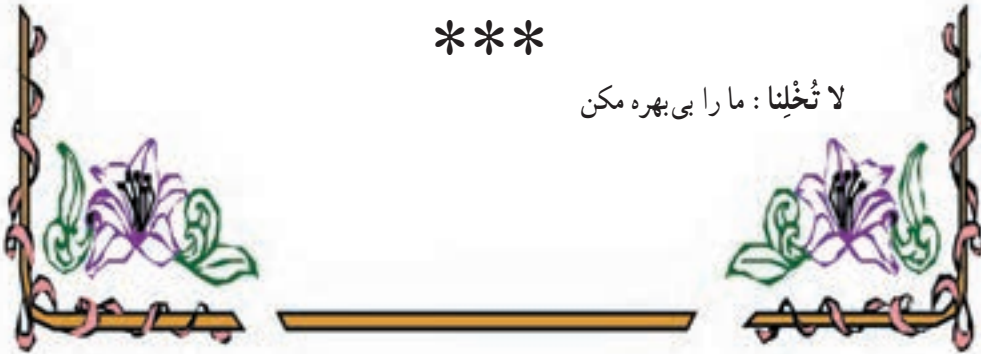 ***
لا تُخْلِنا : ما را بی‌بهره مکن